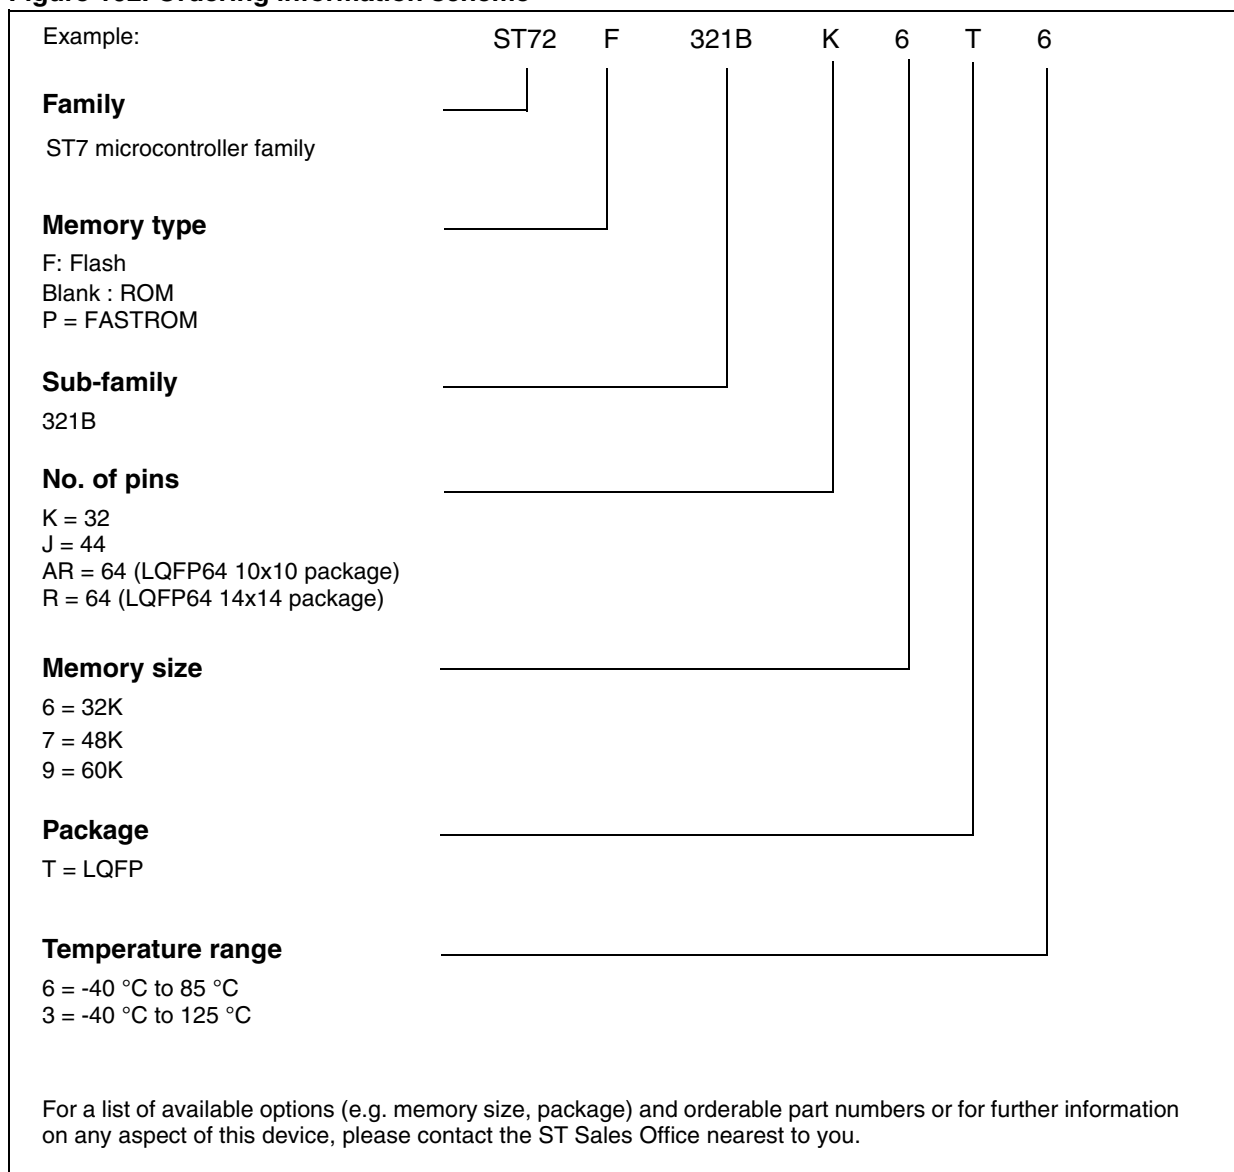 Example: ST72 F 321B K 6 T 6
Family
ST7 microcontroller family
Memory type
F: Flash
Blank : ROM
P = FASTROM
Sub-family
321B
No. of pins
K = 32
J = 44
AR = 64 (LQFP64 10x10 package)
R = 64 (LQFP64 14x14 package)
Memory size
6 = 32K
7 = 48K
9 = 60K
Package
T = LQFP
Temperature range
6 = -40 °C to 85 °C
3 = -40 °C to 125 °C
For a list of available options (e.g. memory size, package) and orderable part numbers or for further information
on any aspect of this device, please contact the ST Sales Office nearest to you.